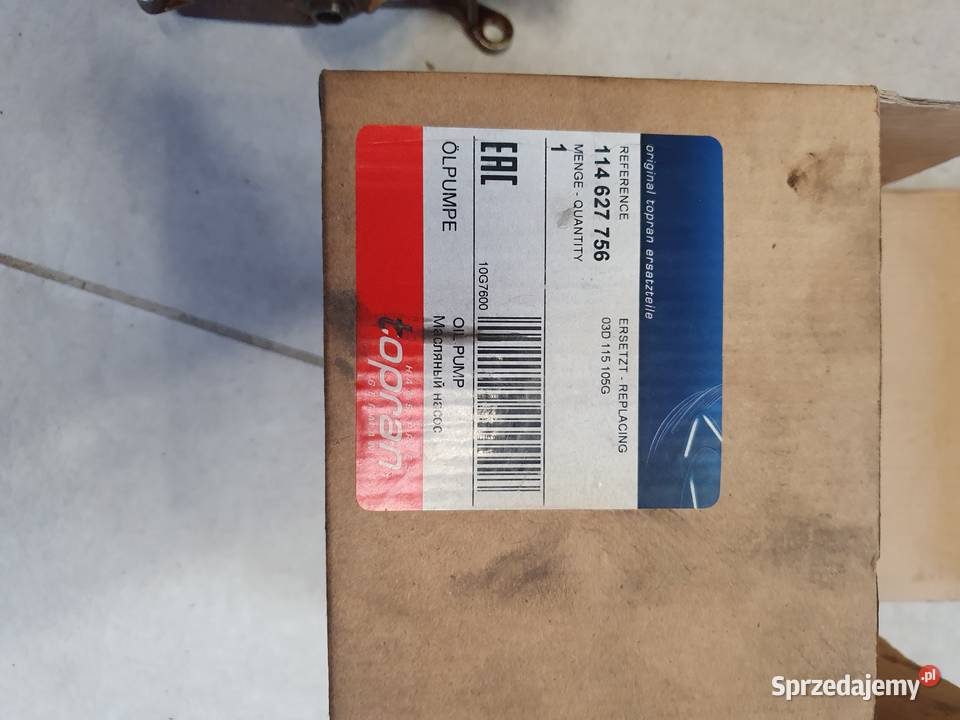 original topran ersatzteile
REFERENCE
114 627 756
ERSETZT - REPLACING
03D 115 105G
MENGE - QUANTITY
1
EAC
10G7600
ÖLPUMPE
OIL PUMP
Масляный насос
topran
Sprzedajemy.pl